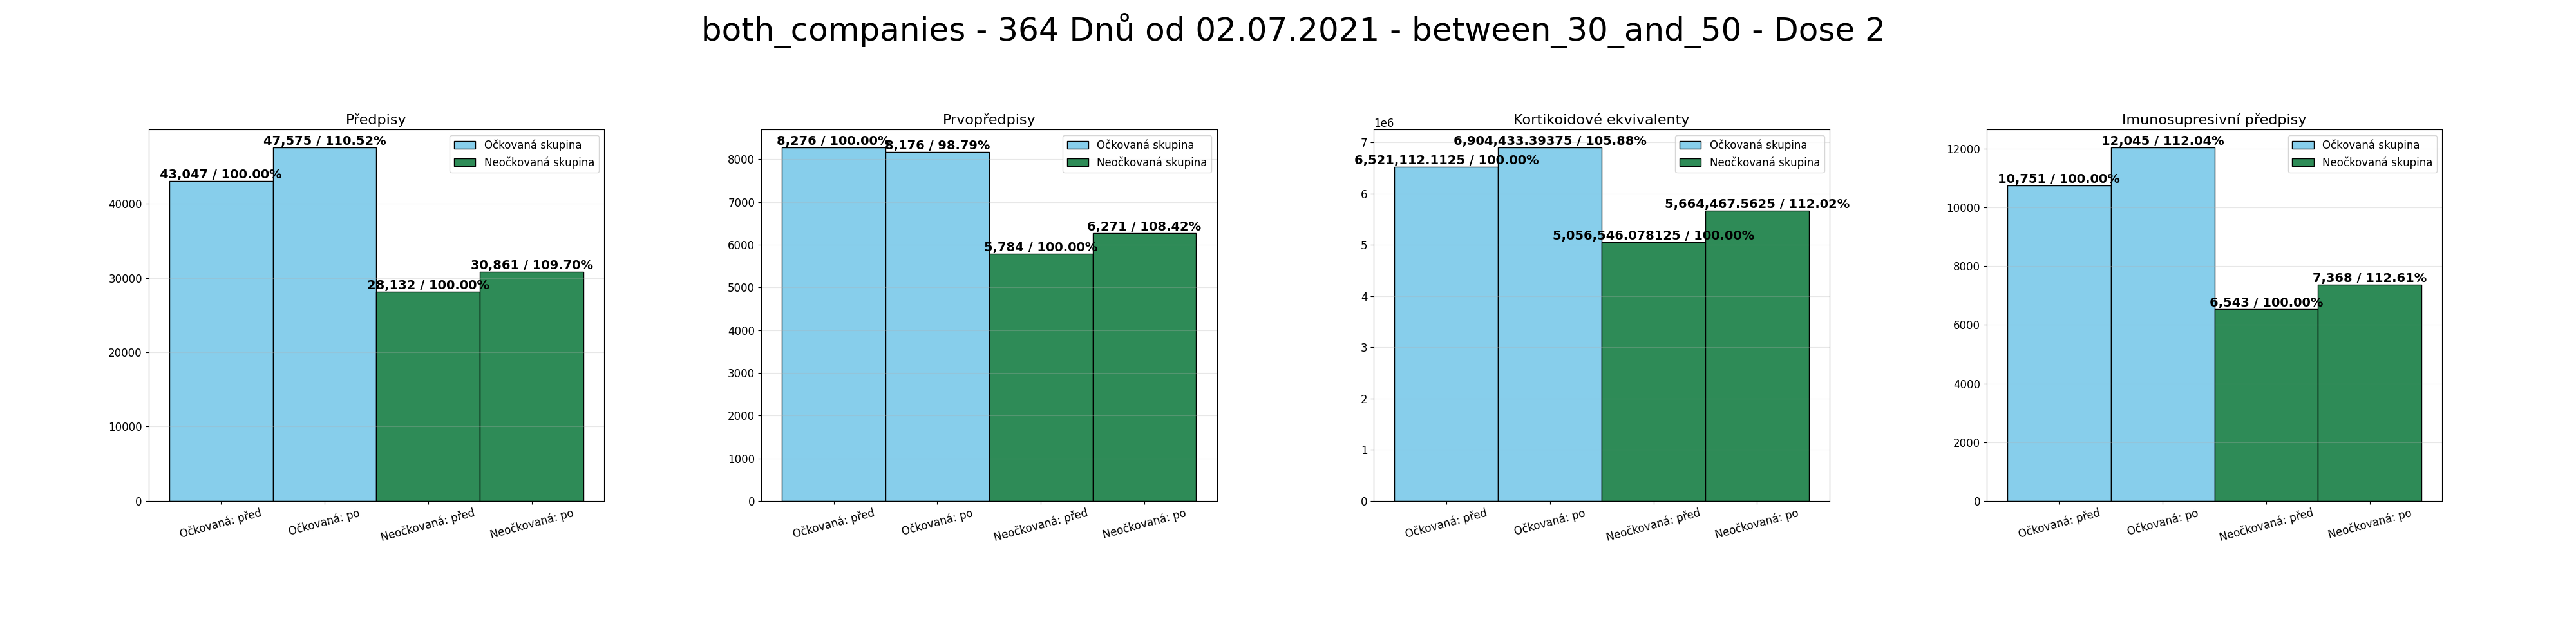 both_companies - 364 Dnů od 02.07.2021 - between_30_and_50 - Dose 2
Předpisy
47,575 / 110.52%
43,047 / 100.00%
30,861 / 109.70%
28,132 / 100.00%
Očkovaná skupina
Neočkovaná skupina
40000
30000
20000
10000
0
Očkovaná: před
Očkovaná: po
Neočkovaná: před
Neočkovaná: po
Prvopředpisy
8,276 / 100.00%
8,176 / 98.79%
6,271 / 108.42%
5,784 / 100.00%
Očkovaná skupina
Neočkovaná skupina
8000
7000
6000
5000
4000
3000
2000
1000
0
Očkovaná: před
Očkovaná: po
Neočkovaná: před
Neočkovaná: po
Kortikoidové ekvivalenty
1e6
6,904,433.39375 / 105.88%
6,521,112.1125 / 100.00%
5,664,467.5625 / 112.02%
5,056,546.078125 / 100.00%
Očkovaná skupina
Neočkovaná skupina
7
6
5
4
3
2
1
0
Očkovaná: před
Očkovaná: po
Neočkovaná: před
Neočkovaná: po
Imunosupresivní předpisy
12,045 / 112.04%
10,751 / 100.00%
7,368 / 112.61%
6,543 / 100.00%
Očkovaná skupina
Neočkovaná skupina
12000
10000
8000
6000
4000
2000
0
Očkovaná: před
Očkovaná: po
Neočkovaná: před
Neočkovaná: po